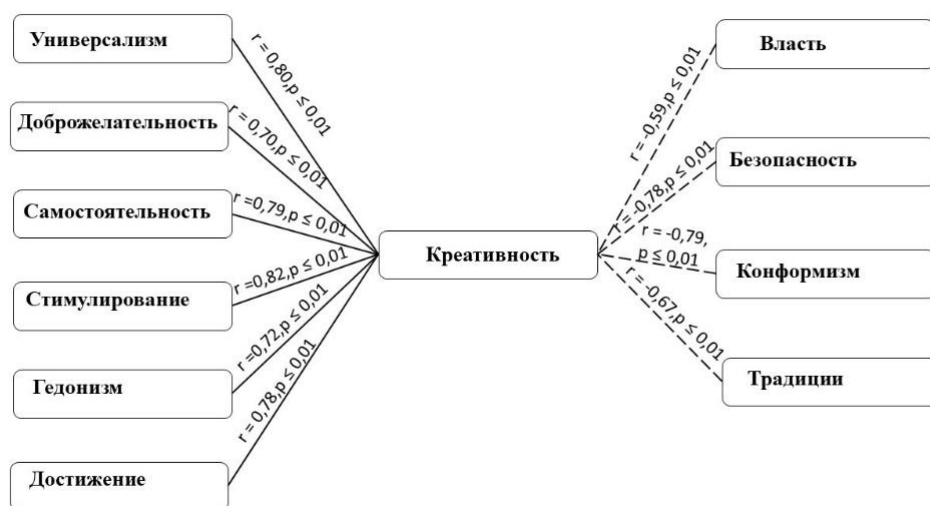 Универсализм
r = 0,80,p ≤ 0,01
Доброжелательность
r = 0,70,p ≤ 0,01
Самостоятельность
r =0,79,p ≤ 0,01
Стимулирование
r =0,82,p ≤ 0,01
Гедонизм
r =0,72,p ≤ 0,01
Достижение
r = 0,78,p ≤ 0,01
Креативность
Власть
r = -0,59,p ≤ 0,01
Безопасность
r = -0,78,p ≤ 0,01
Конформизм
r = -0,79,
p ≤ 0,01
Традиции
r = -0,67,p ≤ 0,01